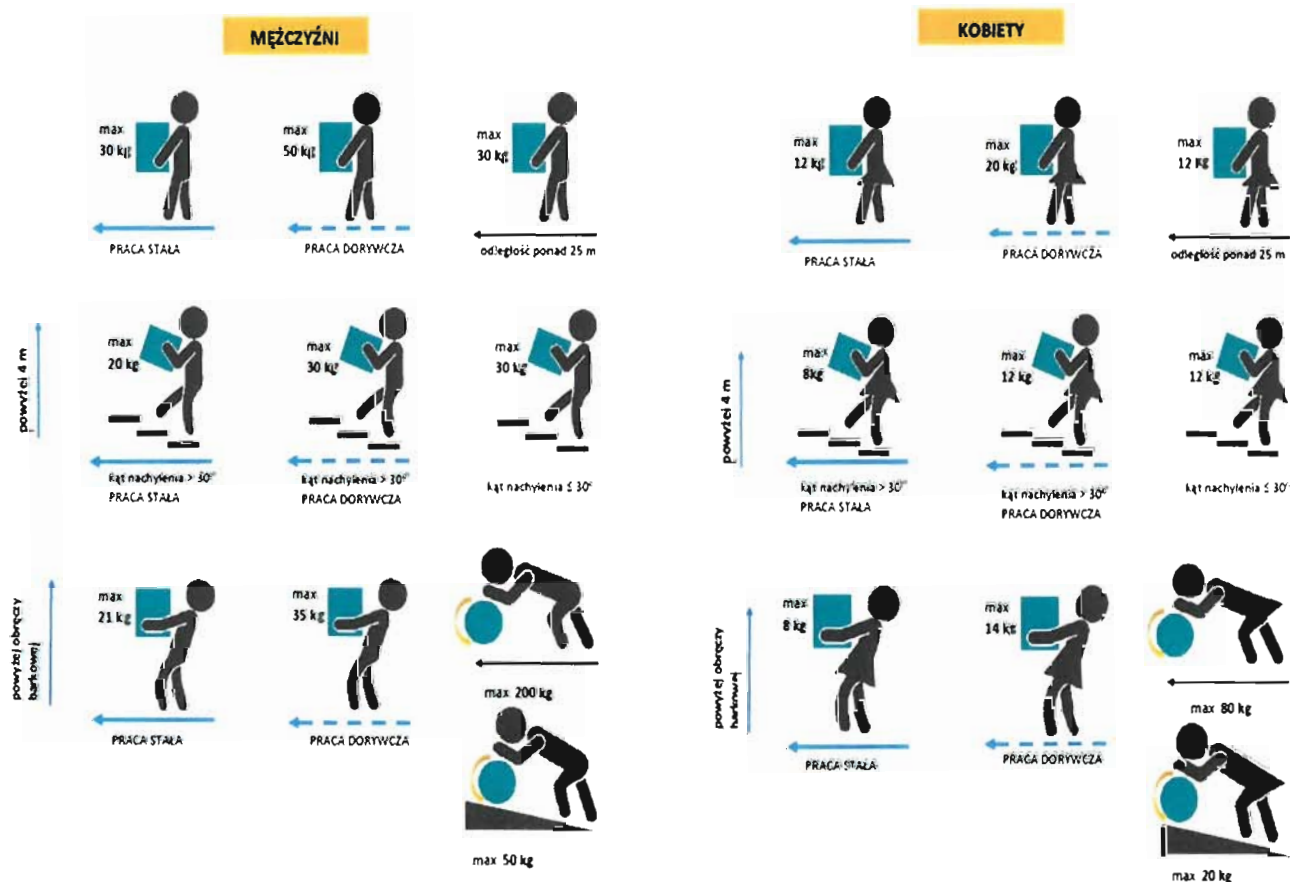 MĘŻCZYŹNI
max
30 kg
PRACA STAŁA
max
50 kg
PRACA DORYWCZA
max
30 kg
odległość ponad 25 m
powyżej 4 m
max
20 kg
kąt nachylenia > 30°
PRACA STAŁA
max
30 kg
kąt nachylenia > 30°
PRACA DORYWCZA
max
30 kg
kąt nachylenia ≤ 30°
powyżej obręczy
barkowej
max
21 kg
PRACA STAŁA
max
35 kg
PRACA DORYWCZA
max 200 kg
max 50 kg
KOBIETY
max
12 kg
PRACA STAŁA
max
20 kg
PRACA DORYWCZA
max
12 kg
odległość ponad 25 m
powyżej 4 m
max
8kg
kąt nachylenia > 30°
PRACA STAŁA
max
12 kg
kąt nachylenia > 30°
PRACA DORYWCZA
max
12 kg
kąt nachylenia ≤ 30°
powyżej obręczy
barkowej
max
8 kg
PRACA STAŁA
max
14 kg
PRACA DORYWCZA
max 80 kg
max 20 kg